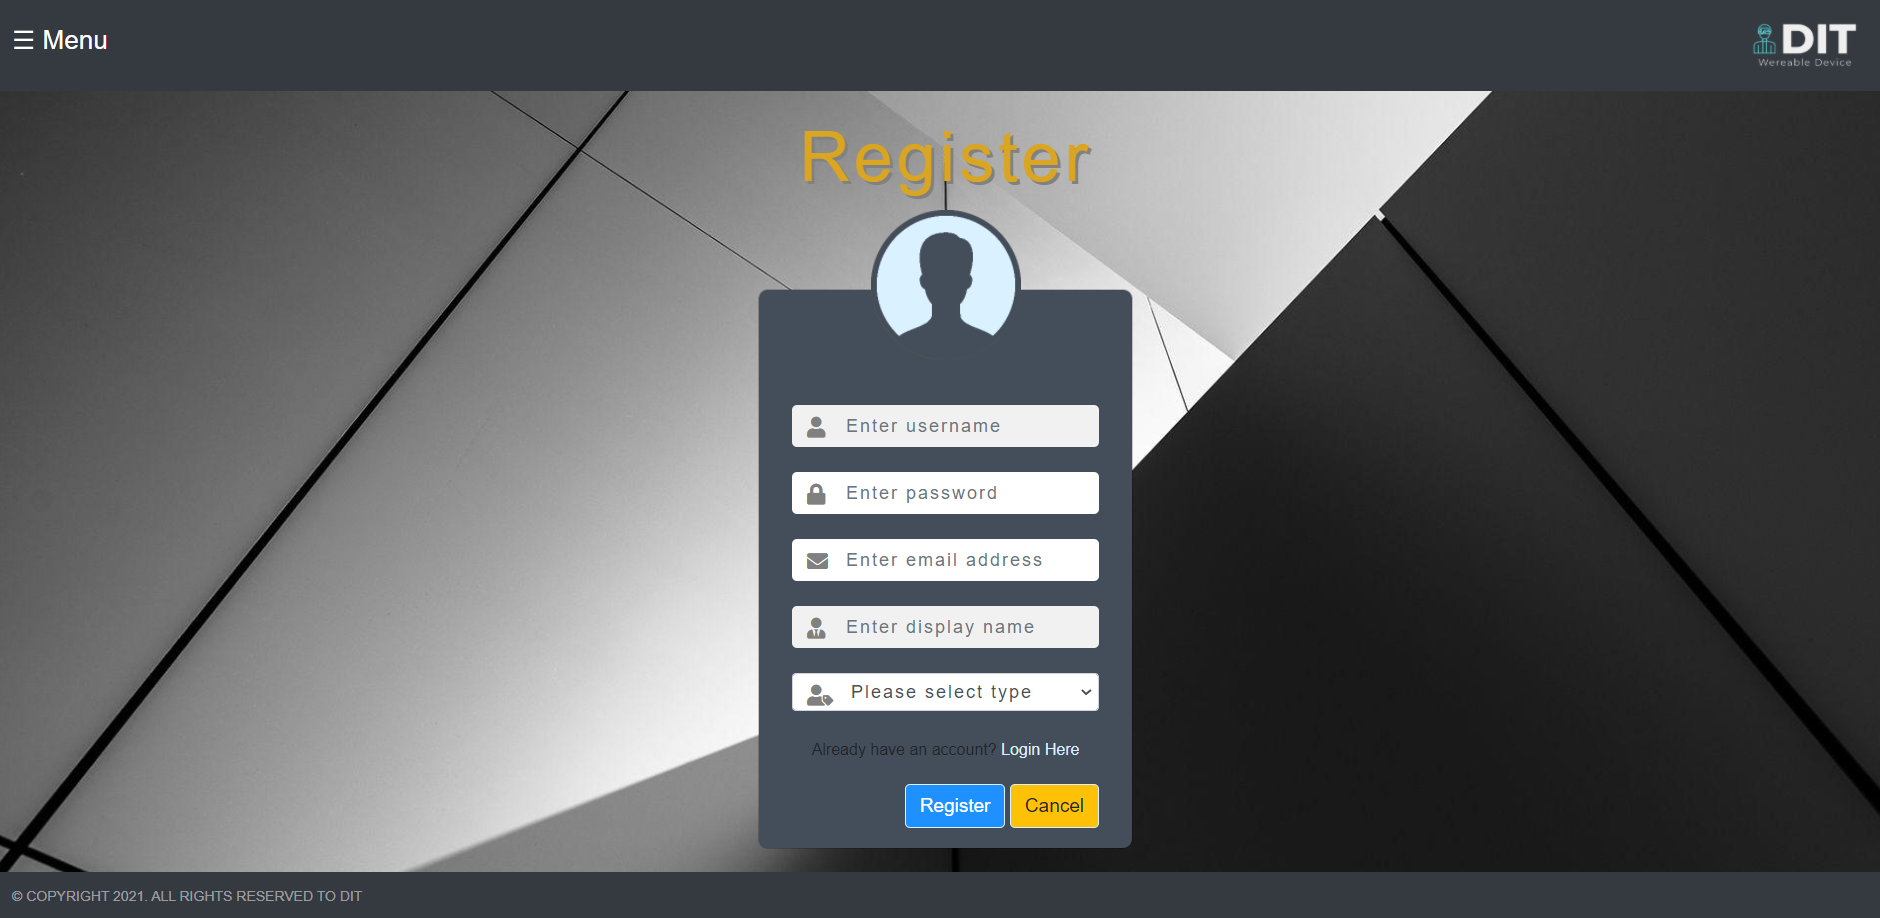 ☰ Menu
DIT
Wereable Device
Register
Enter username
Enter password
Enter email address
Enter display name
Please select type
Already have an account? Login Here
Register Cancel
© COPYRIGHT 2021. ALL RIGHTS RESERVED TO DIT